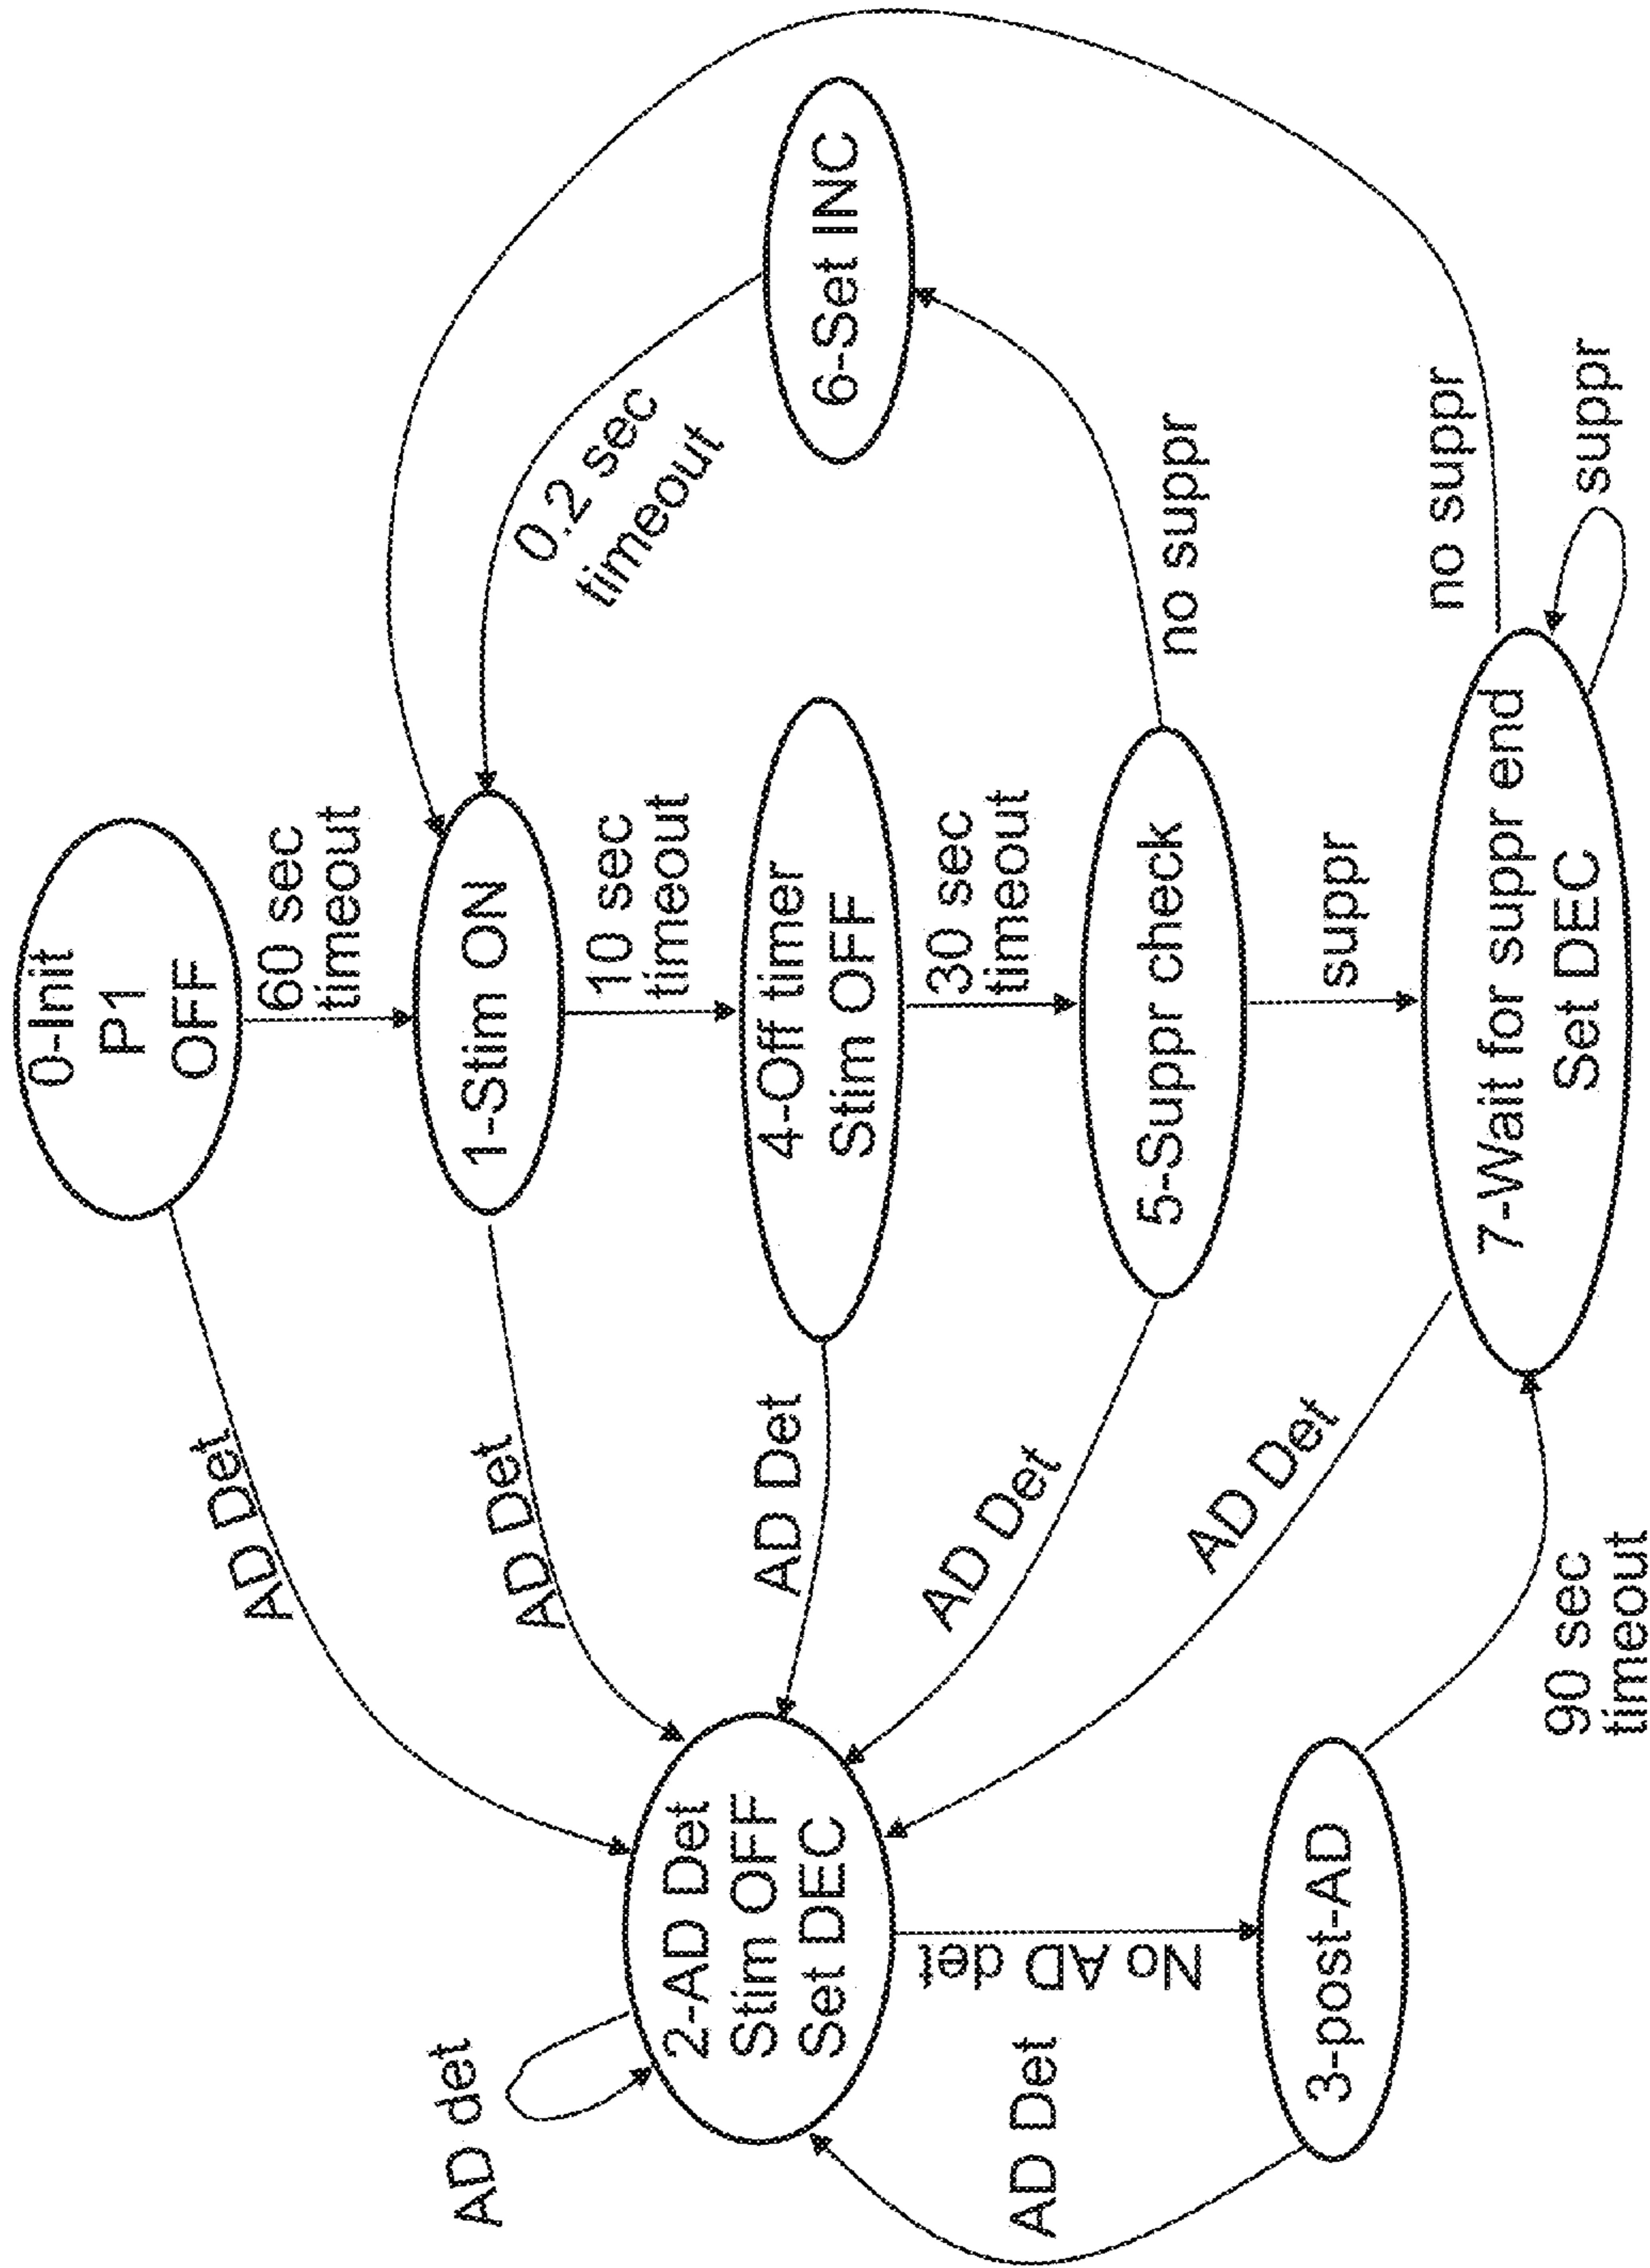 0-Init
P1
OFF
60 sec
timeout
AD Det
1-Stim ON
10 sec
timeout
0.2 sec
timeout
6-Set INC
AD Det
4-Off timer
Stim OFF
30 sec
timeout
AD Det
5-Suppr check
no suppr
suppr
AD Det
7-Wait for suppr end
Set DEC
no suppr
suppr
AD Det
AD det
2-AD Det
Stim OFF
Set DEC
No AD det
AD Det
3-post-AD
90 sec
timeout